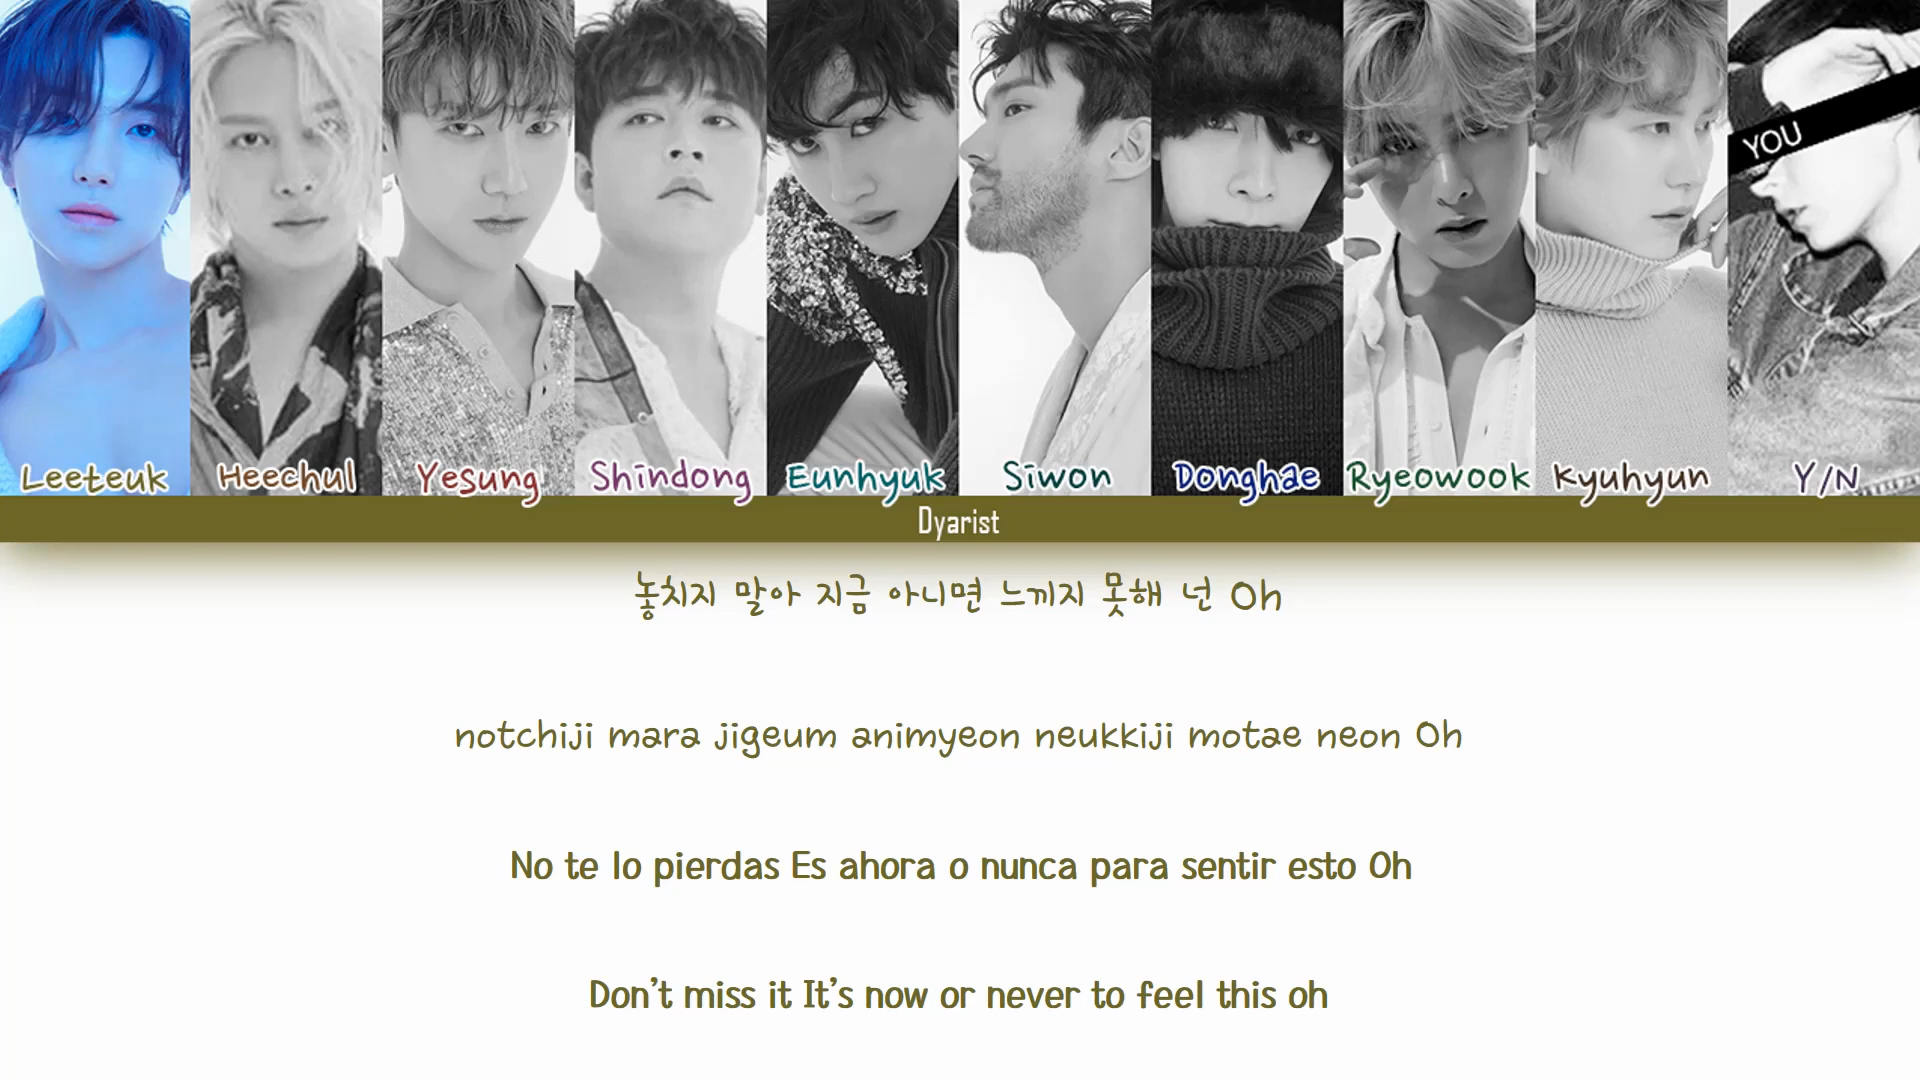 YOU
Leeteuk Heechul Yesung Shindong Eunhyuk Siwon Donghae Ryeowook Kyuhyun Y/N
Dyarist
놓치지 말아 지금 아니면 느끼지 못해 넌 Oh
notchiji mara jigeum animyeon neukkiji motae neon Oh
No te lo pierdas Es ahora o nunca para sentir esto Oh
Don't miss it It's now or never to feel this oh